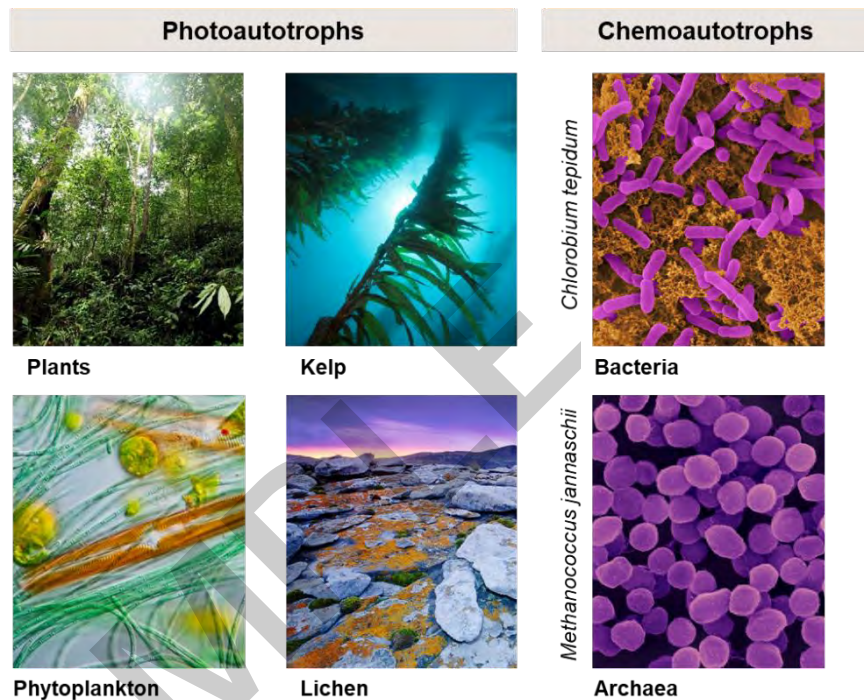 Photoautotrophs
Chemoautotrophs
Chlorobium tepidum
Plants
Kelp
Bacteria
Methanococcus jannaschii
Phytoplankton
Lichen
Archaea